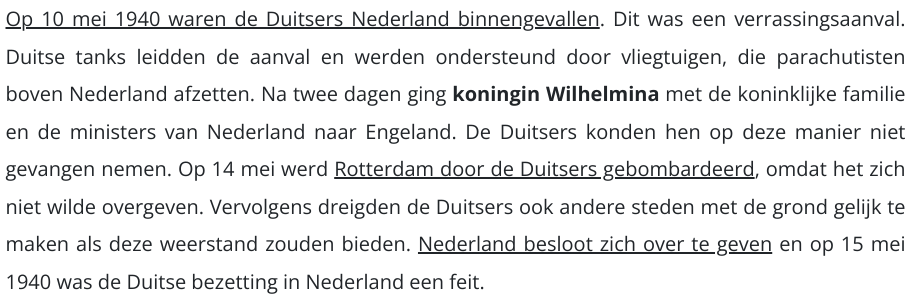 Op 10 mei 1940 waren de Duitsers Nederland binnengevallen. Dit was een verrassingsaanval.
Duitse tanks leidden de aanval en werden ondersteund door vliegtuigen, die parachutisten
boven Nederland afzetten. Na twee dagen ging koningin Wilhelmina met de koninklijke familie
en de ministers van Nederland naar Engeland. De Duitsers konden hen op deze manier niet
gevangen nemen. Op 14 mei werd Rotterdam door de Duitsers gebombardeerd, omdat het zich
niet wilde overgeven. Vervolgens dreigden de Duitsers ook andere steden met de grond gelijk te
maken als deze weerstand zouden bieden. Nederland besloot zich over te geven en op 15 mei
1940 was de Duitse bezetting in Nederland een feit.